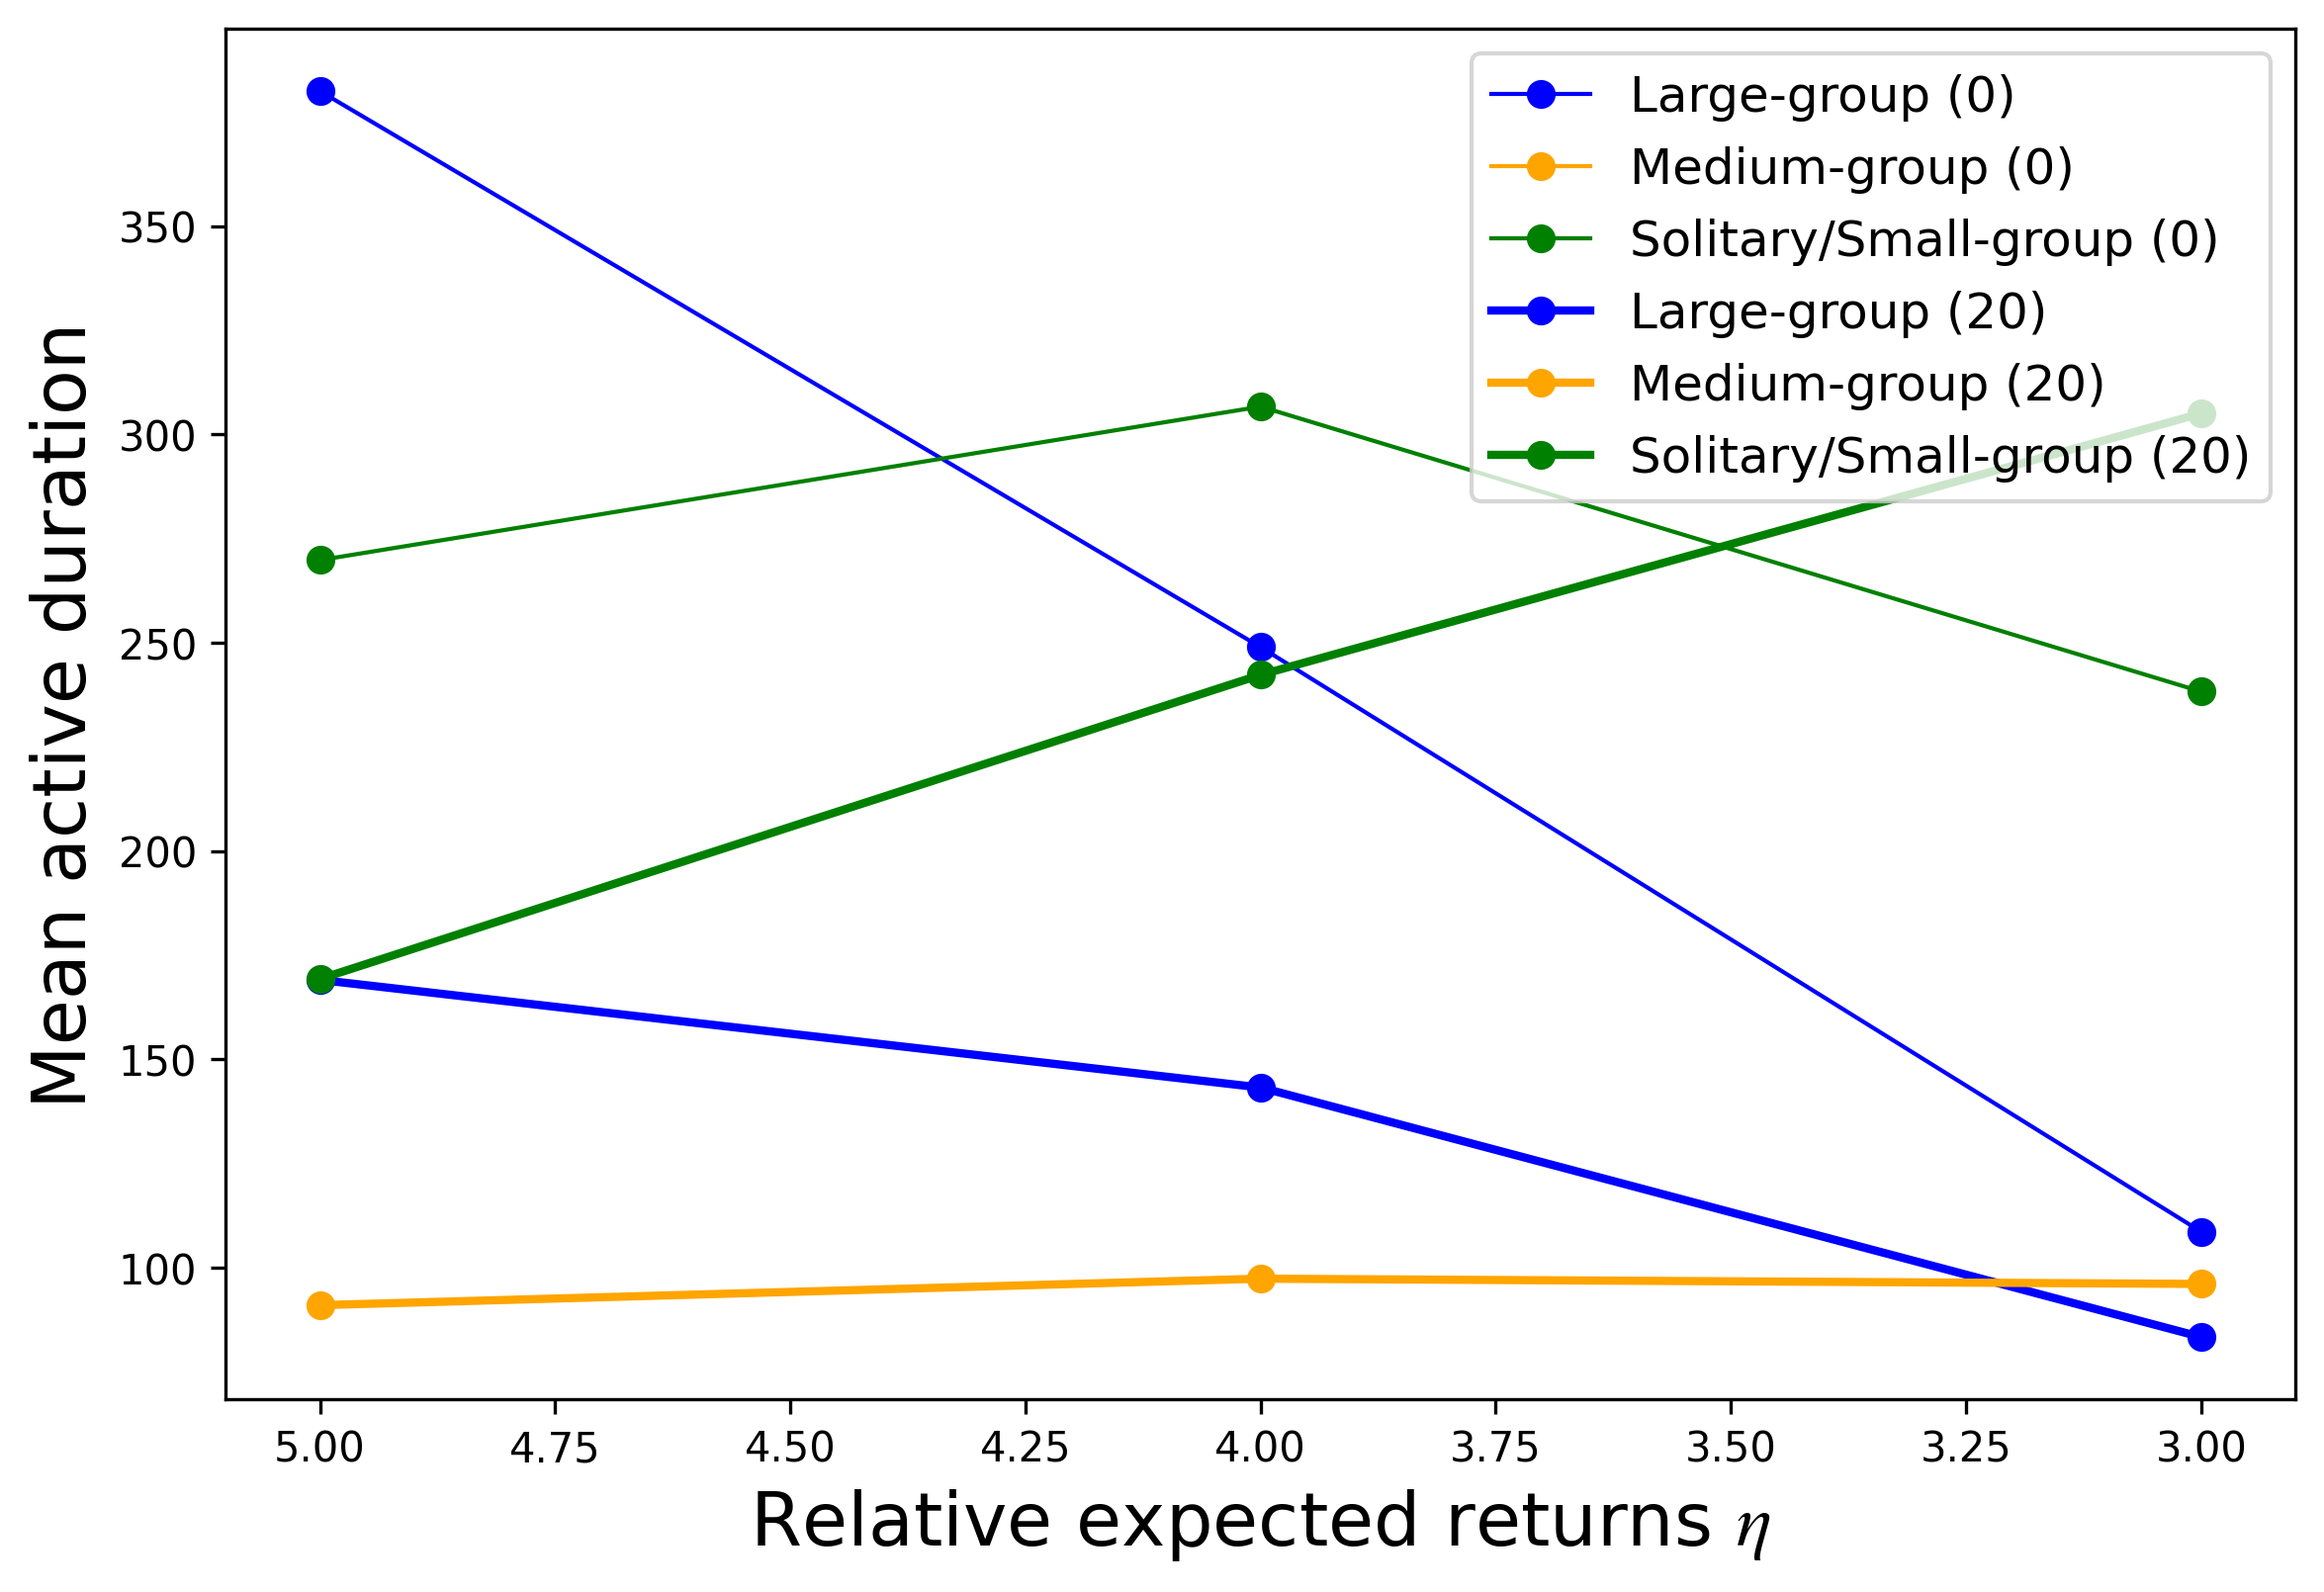 Large-group (0)
Medium-group (0)
Solitary/Small-group (0)
Large-group (20)
Medium-group (20)
Solitary/Small-group (20)
Mean active duration
350
300
250
200
150
100
5.00 4.75 4.50 4.25 4.00 3.75 3.50 3.25 3.00
Relative expected returns η